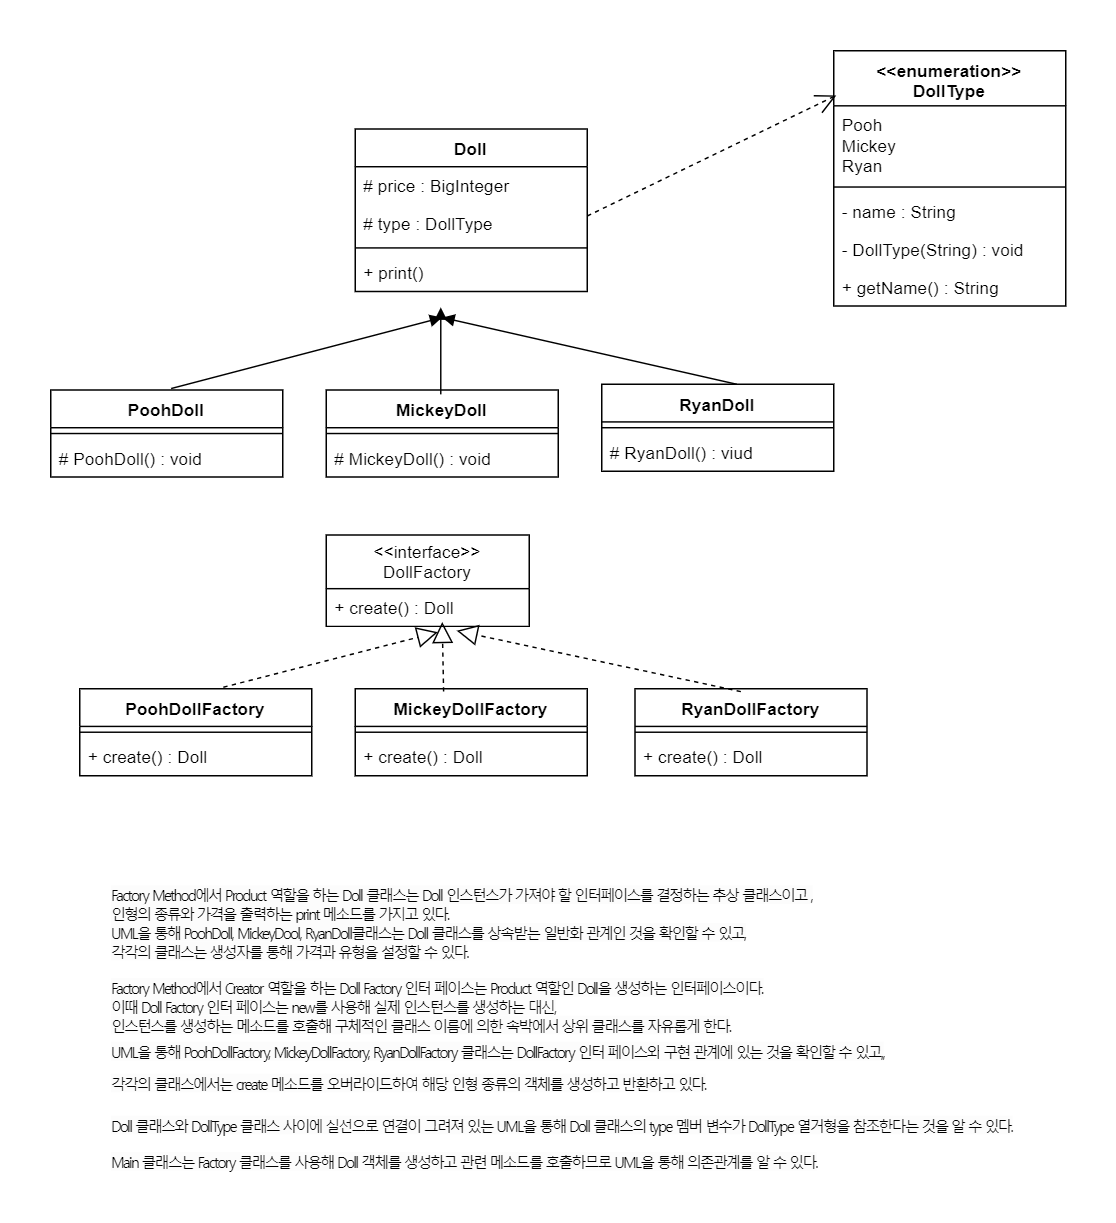 <<enumeration>>
DollType
Pooh
Mickey
Ryan
- name : String
- DollType(String) : void
+ getName() : String
Doll
# price : BigInteger
# type : DollType
+ print()
PoohDoll
# PoohDoll() : void
MickeyDoll
# MickeyDoll() : void
RyanDoll
# RyanDoll() : viud
<<interface>>
DollFactory
+ create() : Doll
PoohDollFactory
+ create() : Doll
MickeyDollFactory
+ create() : Doll
RyanDollFactory
+ create() : Doll
Factory Method에서 Product 역할을 하는 Doll 클래스는 Doll 인스턴스가 가져야 할 인터페이스를 결정하는 추상 클래스이고 ,
인형의 종류와 가격을 출력하는 print 메소드를 가지고 있다.
UML을 통해 PoohDoll, MickeyDool, RyanDoll클래스는 Doll 클래스를 상속받는 일반화 관계인 것을 확인할 수 있고,
각각의 클래스는 생성자를 통해 가격과 유형을 설정할 수 있다.
Factory Method에서 Creator 역할을 하는 Doll Factory 인터 페이스는 Product 역할인 Doll을 생성하는 인터페이스이다.
이때 Doll Factory 인터 페이스는 new를 사용해 실제 인스턴스를 생성하는 대신,
인스턴스를 생성하는 메소드를 호출해 구체적인 클래스 이름에 의한 속박에서 상위 클래스를 자유롭게 한다.
UML을 통해 PoohDollFactory, MickeyDollFactory, RyanDollFactory 클래스는 DollFactory 인터 페이스외 구현 관계에 있는 것을 확인할 수 있고,,
각각의 클래스에서는 create 메소드를 오버라이드하여 해당 인형 종류의 객체를 생성하고 반환하고 있다.
Doll 클래스와 DollType 클래스 사이에 실선으로 연결이 그려져 있는 UML을 통해 Doll 클래스의 type 멤버 변수가 DollType 열거형을 참조한다는 것을 알 수 있다.
Main 클래스는 Factory 클래스를 사용해 Doll 객체를 생성하고 관련 메소드를 호출하므로 UML을 통해 의존관계를 알 수 있다.